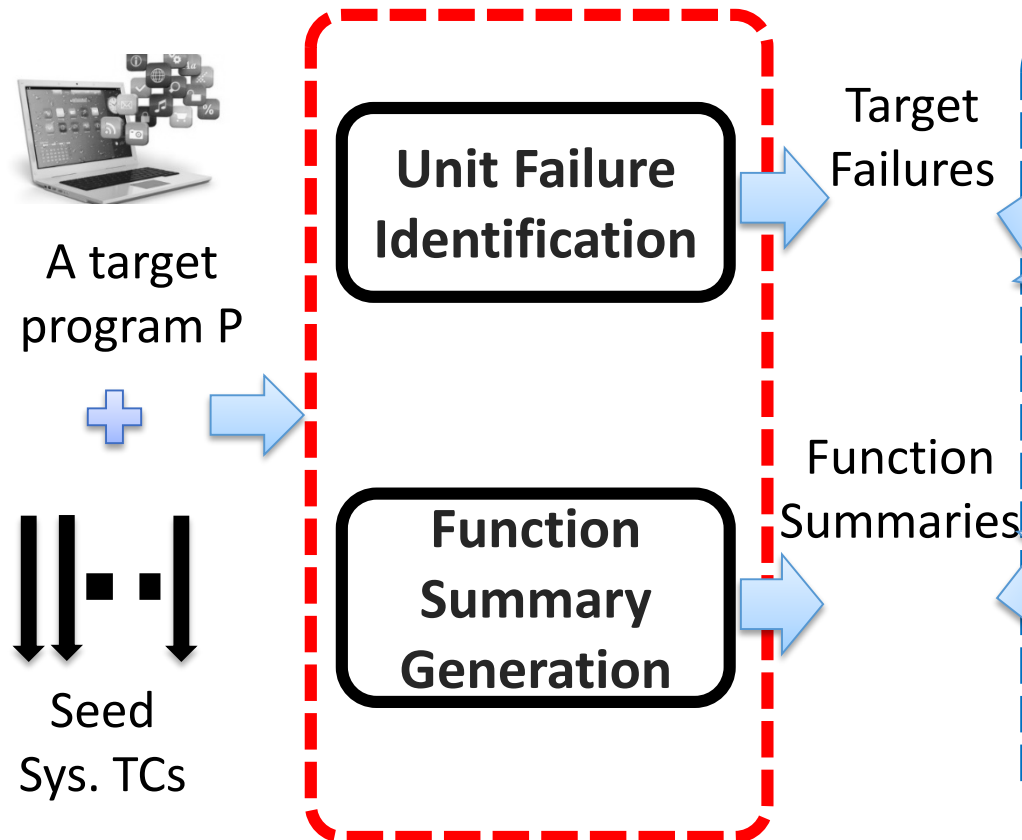 A target
program P
Seed
Sys. TCs
Unit Failure
Identification
Function
Summary
Generation
Target
Failures
Function
Summaries